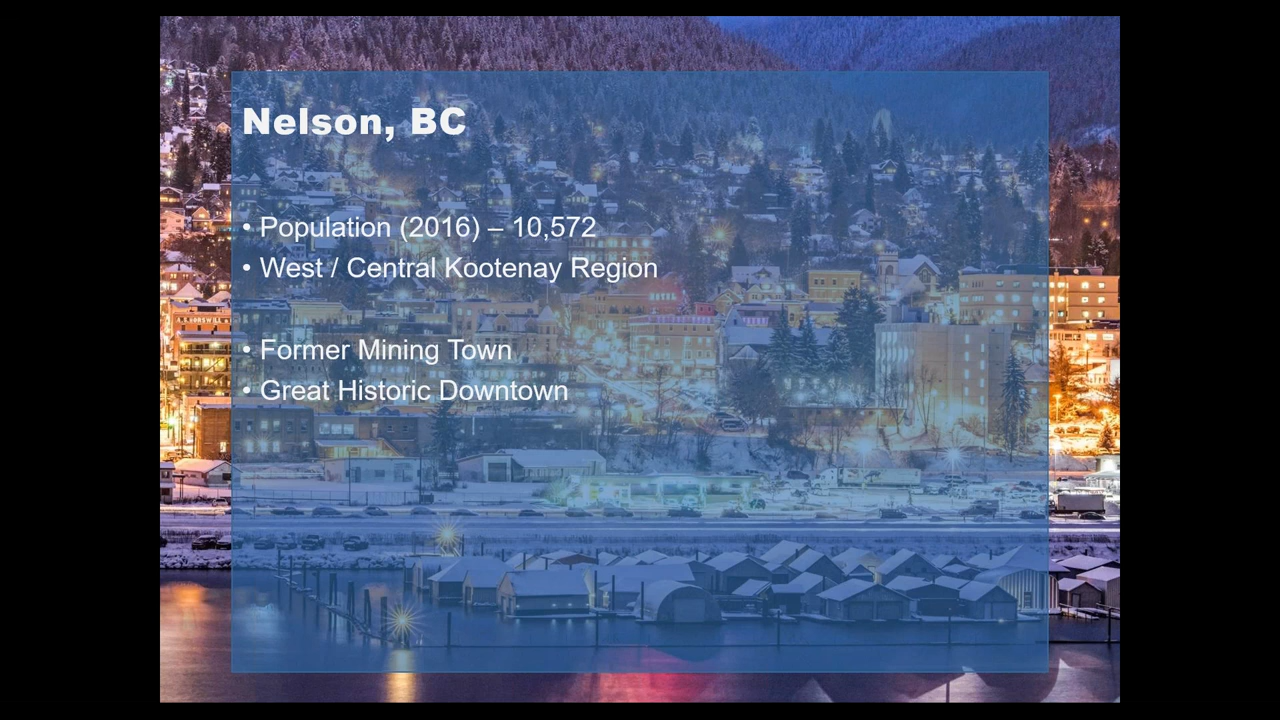 Nelson, BC
• Population (2016) – 10,572
• West / Central Kootenay Region
• Former Mining Town
• Great Historic Downtown